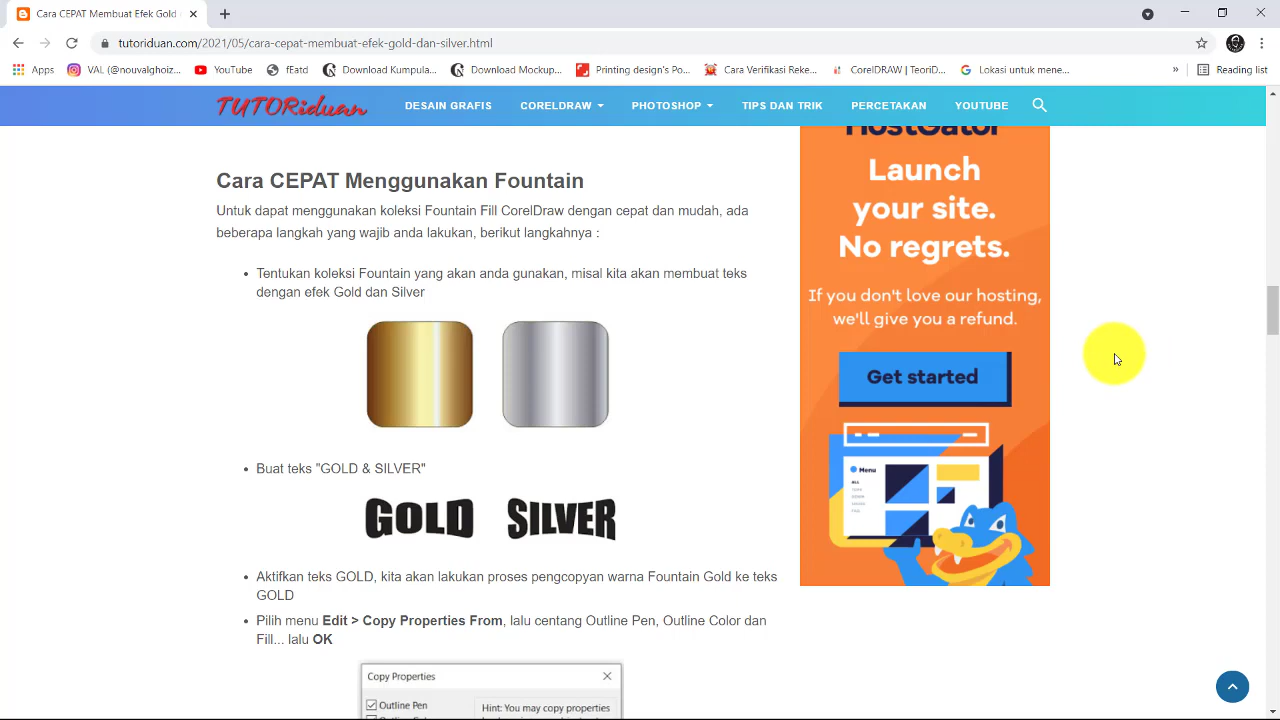 Cara CEPAT Membuat Efek Gold
tutoriduan.com/2021/05/cara-cepat-membuat-efek-gold-dan-silver.html
Apps
VAL (@nouvalghoiz...
YouTube
fEatd
Download Kumpula...
Download Mockup...
Printing design's Po...
Cara Verifikasi Reke...
CorelDRAW | TeoriD...
Lokasi untuk mene...
»
Reading list
TUTORiduan
DESAIN GRAFIS
CORELDRAW
PHOTOSHOP
TIPS DAN TRIK
PERCETAKAN
YOUTUBE
HostGator
Launch
your site.
No regrets.
If you don't love our hosting,
we'll give you a refund.
Get started
Menu
Cara CEPAT Menggunakan Fountain
Untuk dapat menggunakan koleksi Fountain Fill CorelDraw dengan cepat dan mudah, ada
beberapa langkah yang wajib anda lakukan, berikut langkahnya :
• Tentukan koleksi Fountain yang akan anda gunakan, misal kita akan membuat teks
dengan efek Gold dan Silver
• Buat teks "GOLD & SILVER"
GOLD SILVER
• Aktifkan teks GOLD, kita akan lakukan proses pengcopyan warna Fountain Gold ke teks
GOLD
• Pilih menu Edit > Copy Properties From, lalu centang Outline Pen, Outline Color dan
Fill... lalu OK
Copy Properties
Outline Pen
Hint: You may copy properties